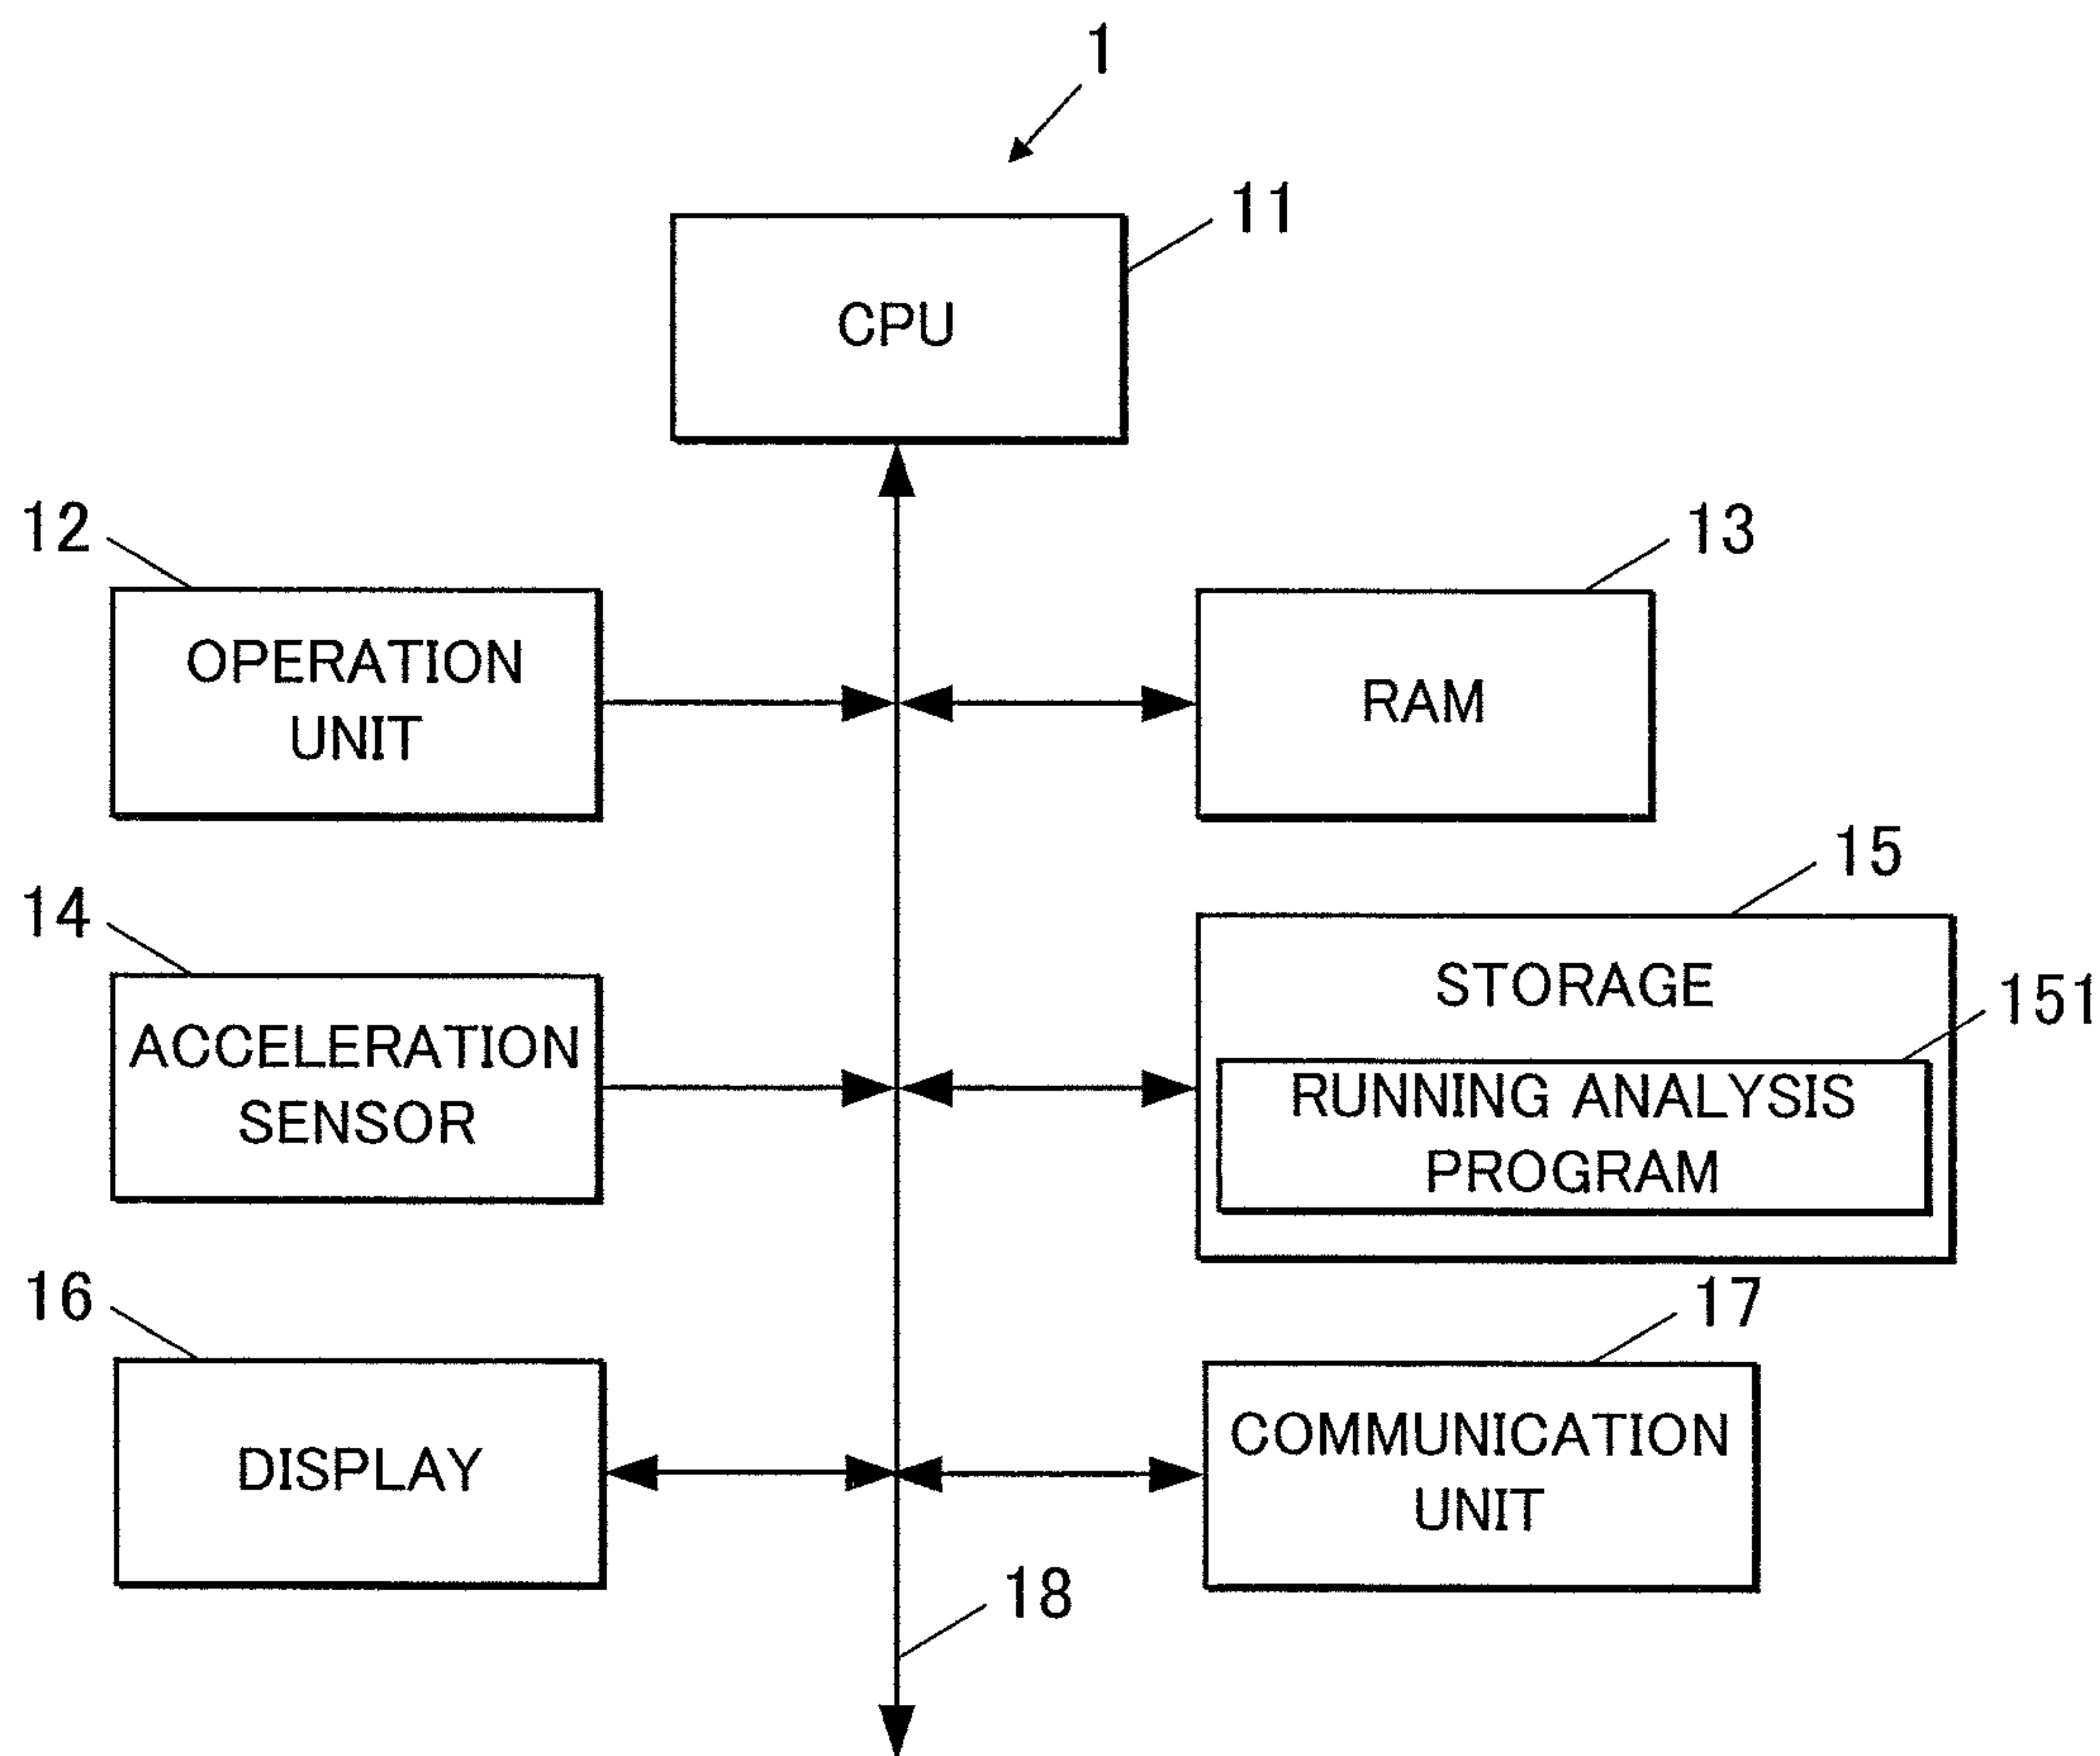 1
11
CPU
12
13
OPERATION
UNIT
RAM
15
14
STORAGE
151
ACCELERATION
SENSOR
RUNNING ANALYSIS
PROGRAM
16
17
DISPLAY
COMMUNICATION
UNIT
18